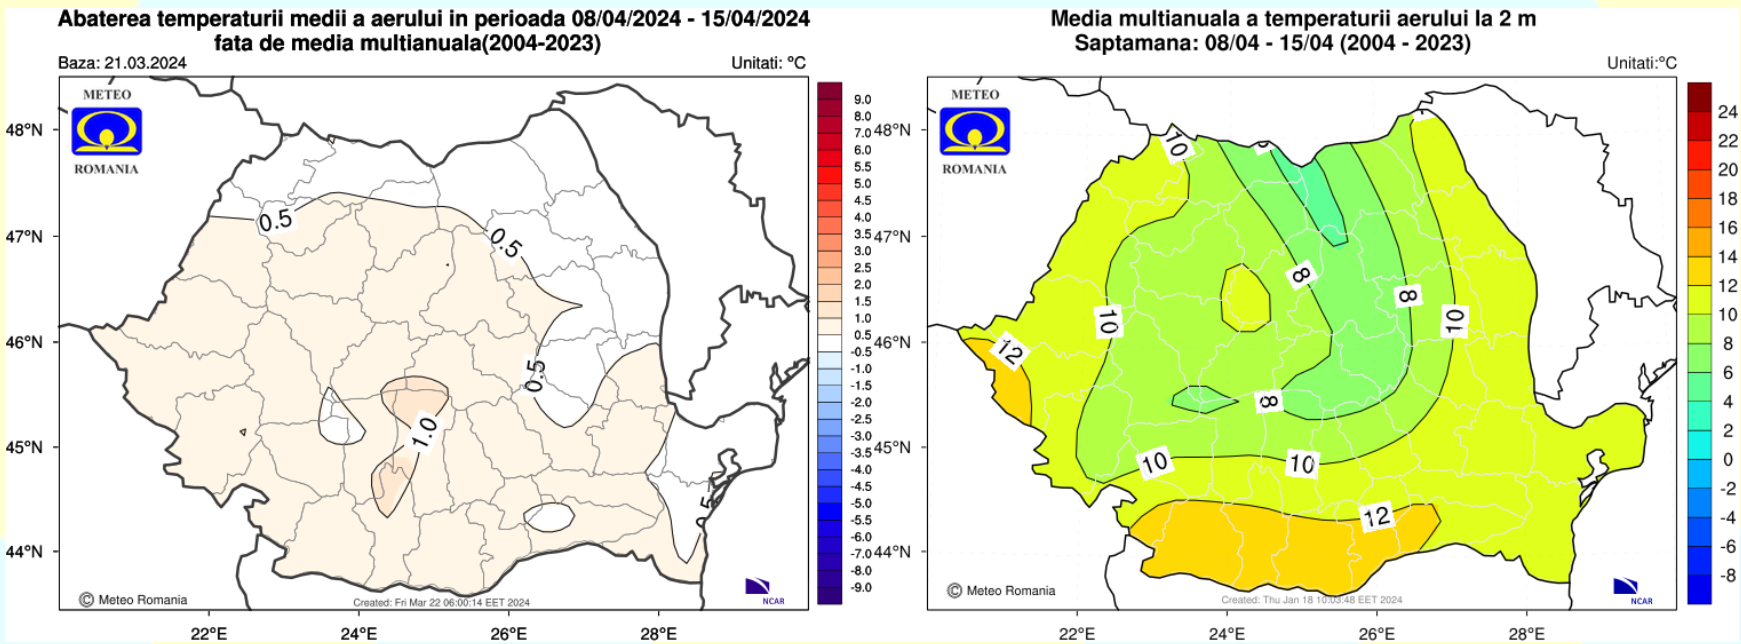 Abaterea temperaturii medii a aerului in perioada 08/04/2024 - 15/04/2024
fata de media multianuala(2004-2023)
Baza: 21.03.2024
Unitati: °C
METEO
ROMANIA
48°N
47°N
46°N
45°N
44°N
0.5
0.5
0.5
1.0
9.0
8.0
7.0
6.0
5.5
5.0
4.5
4.0
3.5
3.0
2.5
2.0
1.5
1.0
0.5
-0.5
-1.0
-1.5
-2.0
-2.5
-3.0
-3.5
-4.0
-4.5
-5.0
-5.5
-6.0
-7.0
-8.0
-9.0
© Meteo Romania
Created: Fri Mar 22 06:00:14 EET 2024
NCAR
22°E
24°E
26°E
28°E
Media multianuala a temperaturii aerului la 2 m
Saptamana: 08/04 - 15/04 (2004 - 2023)
Unitati:°C
METEO
ROMANIA
48°N
47°N
46°N
45°N
44°N
10
8
8
10
10
12
8
10
10
12
24
22
20
18
16
14
12
10
8
6
4
2
0
-2
-4
-6
-8
© Meteo Romania
Created: Thu Jan 18 10:03:48 EET 2024
NCAR
22°E
24°E
26°E
28°E